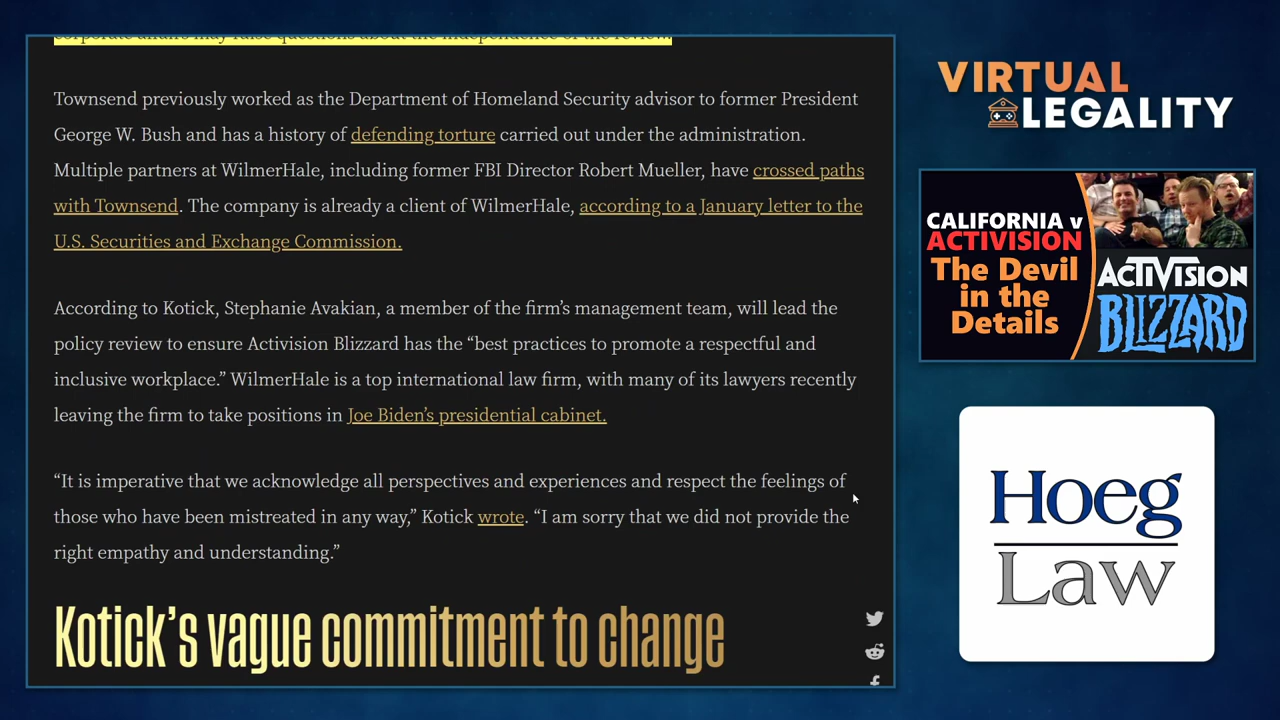 corporate affairs may raise questions about the independence of the review.
Townsend previously worked as the Department of Homeland Security advisor to former President
George W. Bush and has a history of defending torture carried out under the administration.
Multiple partners at WilmerHale, including former FBI Director Robert Mueller, have crossed paths
with Townsend. The company is already a client of WilmerHale, according to a January letter to the
U.S. Securities and Exchange Commission.
According to Kotick, Stephanie Avakian, a member of the firm’s management team, will lead the
policy review to ensure Activision Blizzard has the “best practices to promote a respectful and
inclusive workplace.” WilmerHale is a top international law firm, with many of its lawyers recently
leaving the firm to take positions in Joe Biden’s presidential cabinet.
“It is imperative that we acknowledge all perspectives and experiences and respect the feelings of
those who have been mistreated in any way,” Kotick wrote. “I am sorry that we did not provide the
right empathy and understanding.”
Kotick’s vague commitment to change
VIRTUAL
LEGALITY
CALIFORNIA v
ACTIVISION
The Devil
in the
Details
ACTIVISION
BLIZZARD
Hoeg
Law